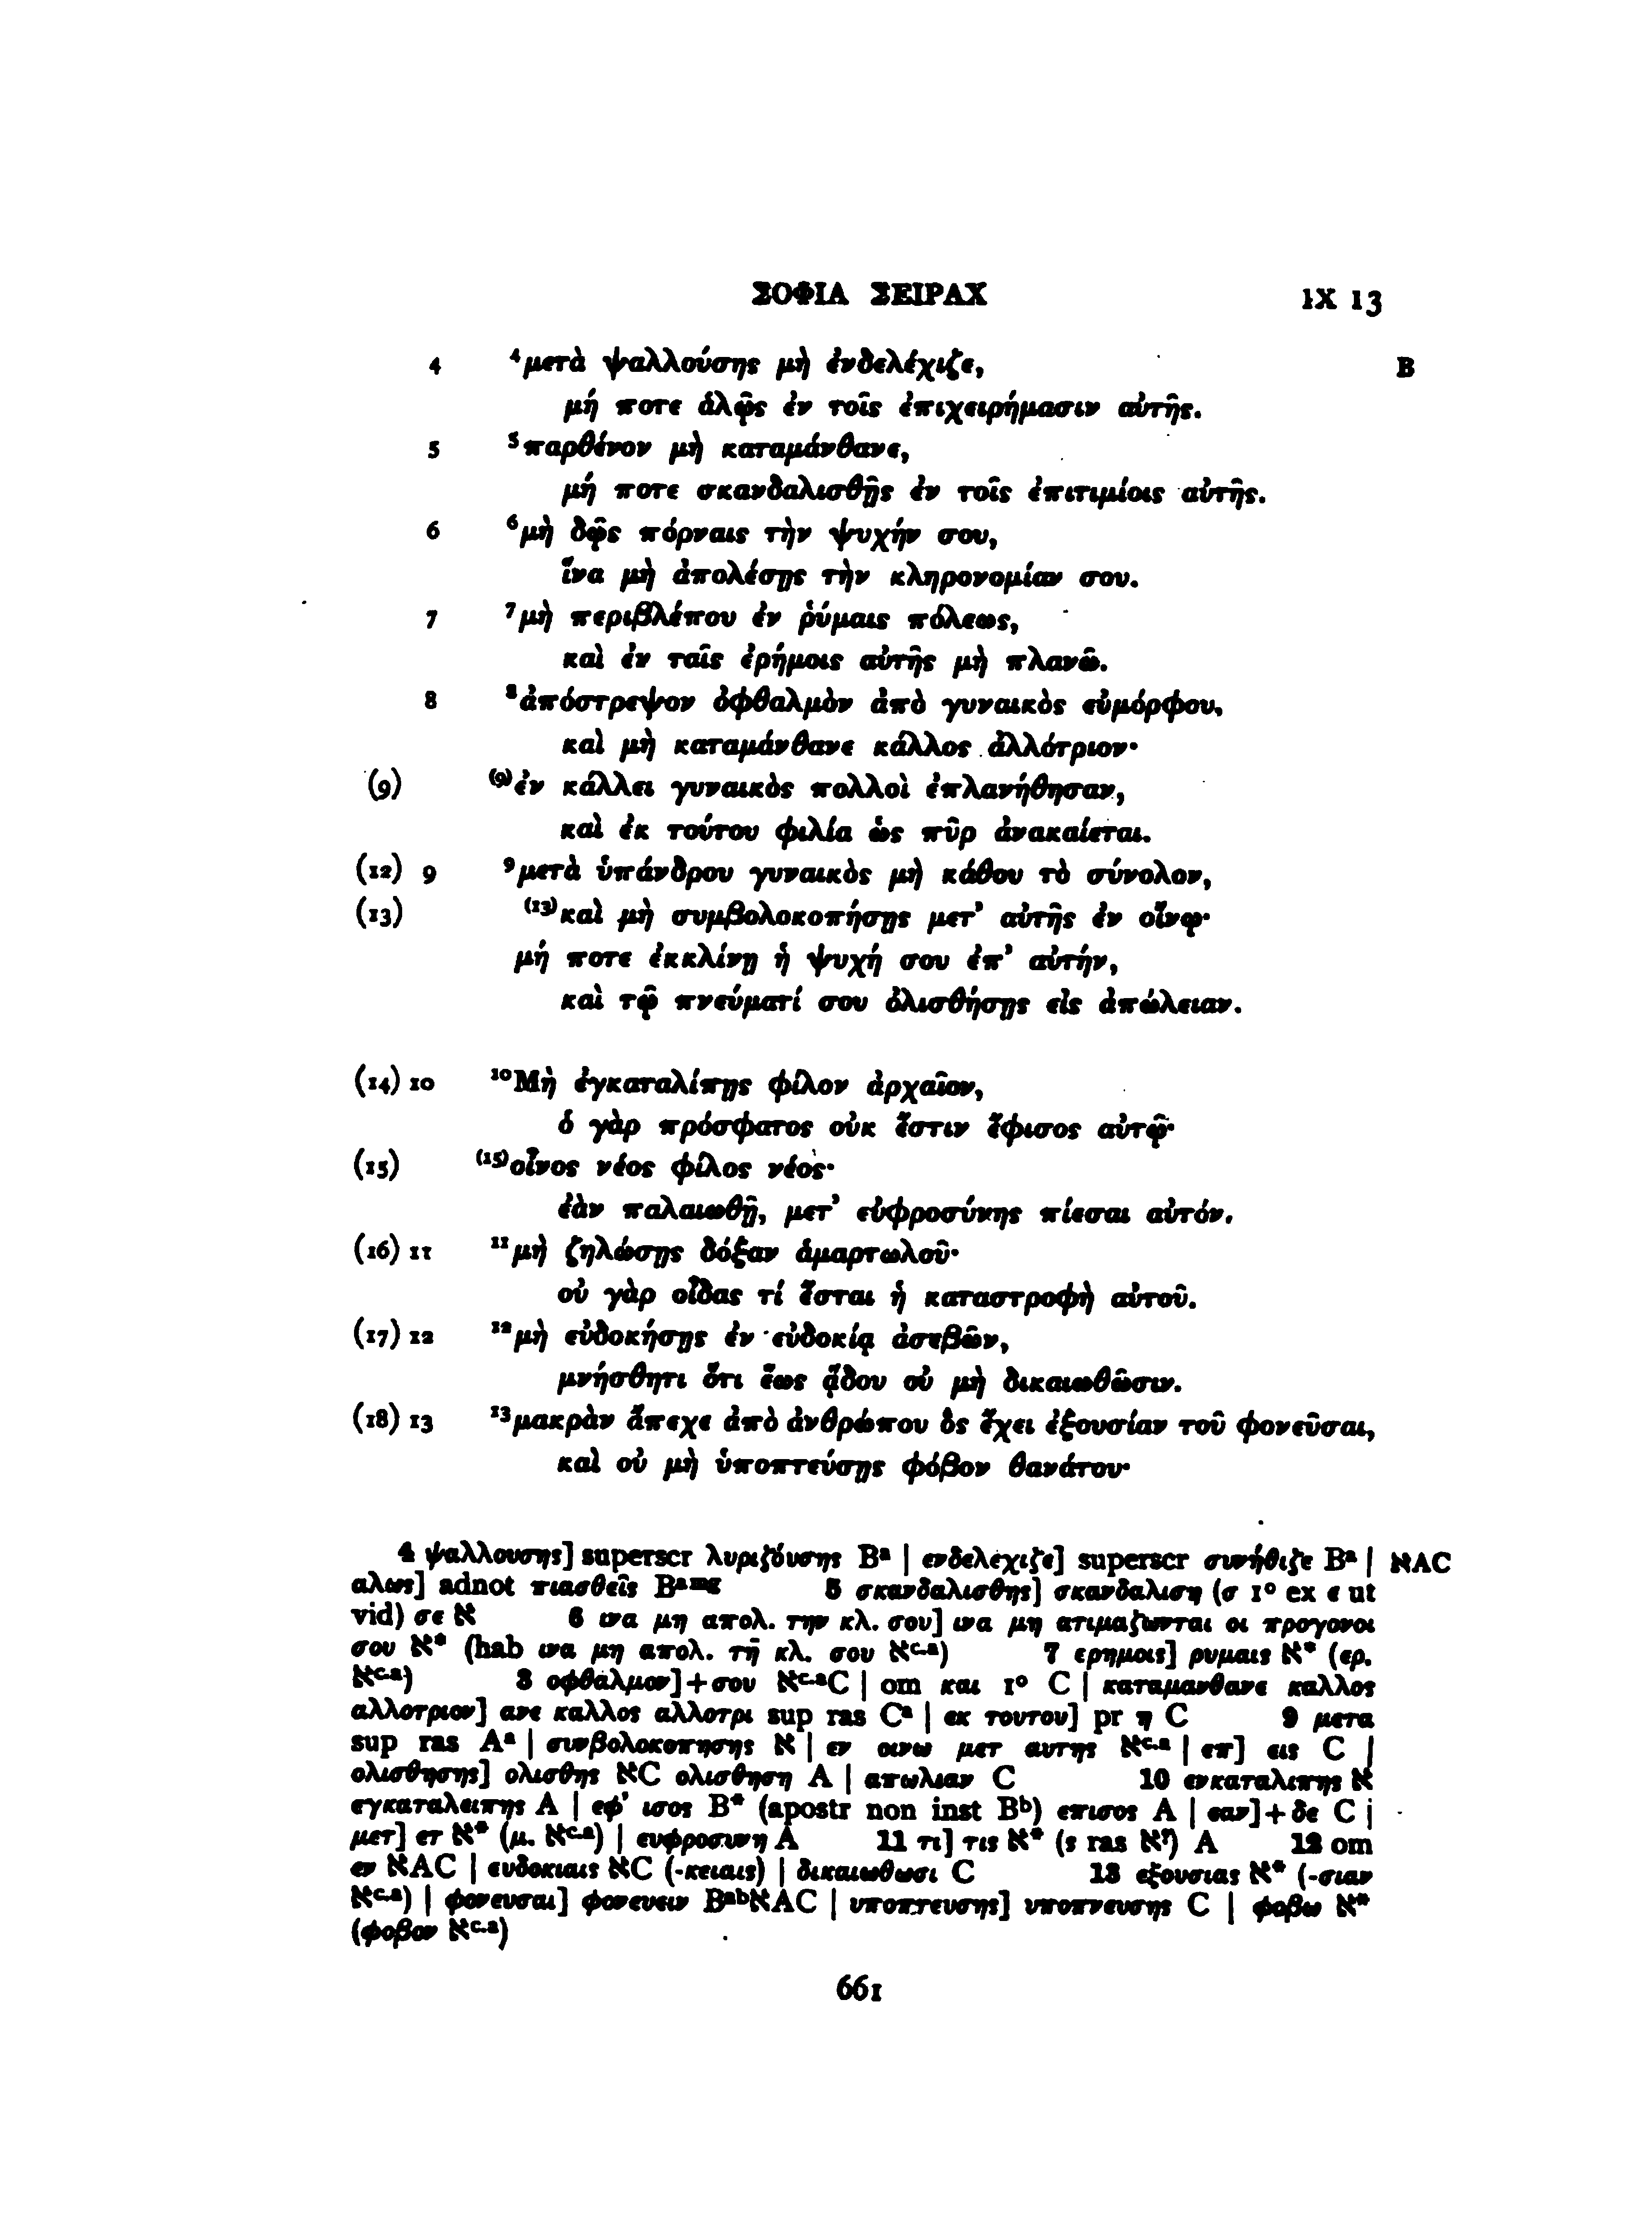 ΣΟΦΙΑ ΣΕΙΡΑΧ IX 13
4 ⁴μετὰ ψαλλούσης μὴ ἐνδελέχιζε, B
μή ποτε ἁλῷς ἐν τοῖς ἐπιχειρήμασιν αὐτῆς.
5 ⁵παρθένον μὴ καταμάνθανε,
μή ποτε σκανδαλισθῇς ἐν τοῖς ἐπιτιμίοις αὐτῆς.
6 ⁶μὴ δῷς πόρναις τὴν ψυχήν σου,
ἵνα μὴ ἀπολέσῃς τὴν κληρονομίαν σου.
7 ⁷μὴ περιβλέπου ἐν ῥύμαις πόλεως,
καὶ ἐν ταῖς ἐρήμοις αὐτῆς μὴ πλανῶ.
8 ⁸ἀπόστρεψον ὀφθαλμὸν ἀπὸ γυναικὸς εὐμόρφου,
καὶ μὴ καταμάνθανε κάλλος ἀλλότριον·
(9) ⁽⁹⁾ἐν κάλλει γυναικὸς πολλοὶ ἐπλανήθησαν,
καὶ ἐκ τούτου φιλία ὡς πῦρ ἀνακαίεται.
(12) 9 ⁹μετὰ ὑπάνδρου γυναικὸς μὴ κάθου τὸ σύνολον,
(13) ⁽¹³⁾καὶ μὴ συμβολοκοπήσῃς μετ’ αὐτῆς ἐν οἴνῳ·
μή ποτε ἐκκλίνῃ ἡ ψυχή σου ἐπ’ αὐτήν,
καὶ τῷ πνεύματί σου ὀλισθήσῃς εἰς ἀπώλειαν.
(14) 10 ¹⁰Μὴ ἐγκαταλίπῃς φίλον ἀρχαῖον,
ὁ γὰρ πρόσφατος οὐκ ἔστιν ἔφισος αὐτῷ·
(15) ⁽¹⁵⁾οἶνος νέος φίλος νέος·
ἐὰν παλαιωθῇ, μετ’ εὐφροσύνης πίεσαι αὐτόν.
(16) 11 ¹¹μὴ ζηλώσῃς δόξαν ἁμαρτωλοῦ·
οὐ γὰρ οἶδας τί ἔσται ἡ καταστροφὴ αὐτοῦ.
(17) 12 ¹²μὴ εὐδοκήσῃς ἐν εὐδοκίᾳ ἀσεβῶν,
μνήσθητι ὅτι ἕως ᾅδου οὐ μὴ δικαιωθῶσιν.
(18) 13 ¹³μακρὰν ἄπεχε ἀπὸ ἀνθρώπου ὃς ἔχει ἐξουσίαν τοῦ φονεῦσαι,
καὶ οὐ μὴ ὑποπτεύσῃς φόβον θανάτου·
4 ψαλλουσης] superscr λυριζόυσης Bᵃ | ενδελεχιζε] superscr συνήθιζε Bᵃ | אAC
αλως] adnot πιασθεὶς Bᵃ ᵐᵍ 5 σκανδαλισθης] σκανδαλιση (σ 1° ex ε ut
vid) σε א 6 ινα μη απολ. την κλ. σου] ινα μη ατιμαζωνται οι προγονοι
σου א* (hab ινα μη απολ. τη̄ κλ. σου אᶜ·ᵃ) 7 ερημοις] ρυμαις א* (ερ.
אᶜ·ᵃ) 8 οφθαλμον]+σου אᶜ·ᵃC | om και 1° C | καταμανθανε καλλος
αλλοτριον] ανε καλλος αλλοτρι sup ras Cᵃ | εκ τουτου] pr η C 9 μετα
sup ras Aᵃ | συνβολοκοπησης א | εν οινω μετ αυτης אᶜ·ᵃ | επ] εις C |
ολισθησης] ολισθης אC ολισθηση A | απωλιαν C 10 ενκαταλιπης א
εγκαταλειπης A | εφ’ ισος B* (apostr non inst Bᵇ) επισος A | εαν]+δε C |
μετ] ετ א* (μ. אᶜ·ᵃ) | ευφροσυνη A 11 τι] τις א* (s ras א?) A 12 om
εν אAC | ευδοκιαις אC (-κειαις) | δικαιωθωσι C 13 εξουσιας א* (-σιαν
אᶜ·ᵃ) | φονευσαι] φονευειν BᵃᵇאAC | υποπτευσης] υποπνευσης C | φοβω א*
(φοβον אᶜ·ᵃ)
661